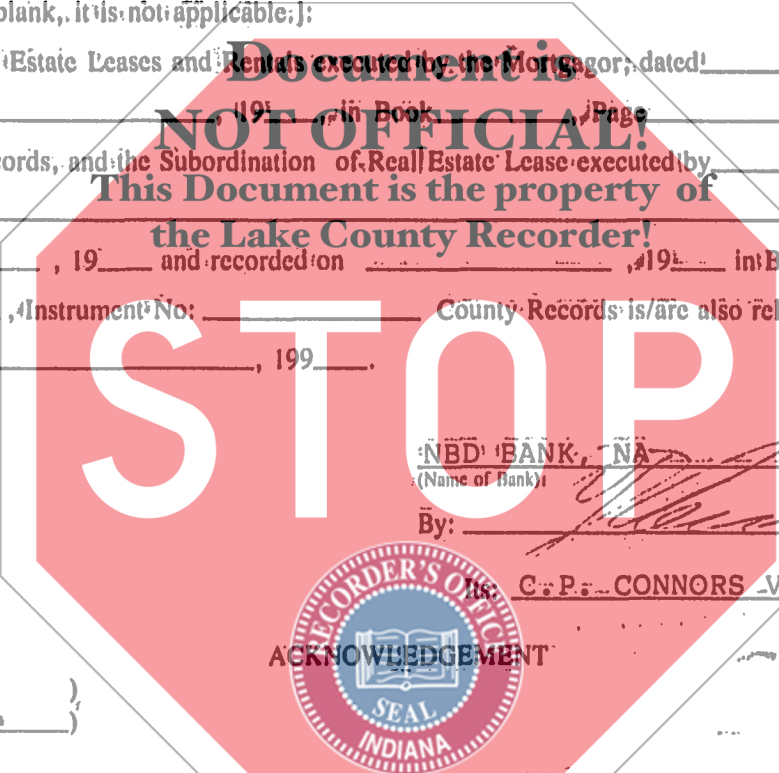 blank, it is not applicable.]:
Estate Leases and Rentals executed by the Mortgagor, dated
Document is
, 19 , in Book , Page
NOT OFFICIAL!
cords, and the Subordination of Real Estate Lease executed by
This Document is the property of
the Lake County Recorder!
, 19 and recorded on , 19 in B
, Instrument No: County Records is/are also rel
STOP
, 199 .
NBD BANK, NA
(Name of Bank)
By:
Its: C. P. CONNORS V
RECORDER'S OFFICE
ACKNOWLEDGEMENT
SEAL
INDIANA
)
)